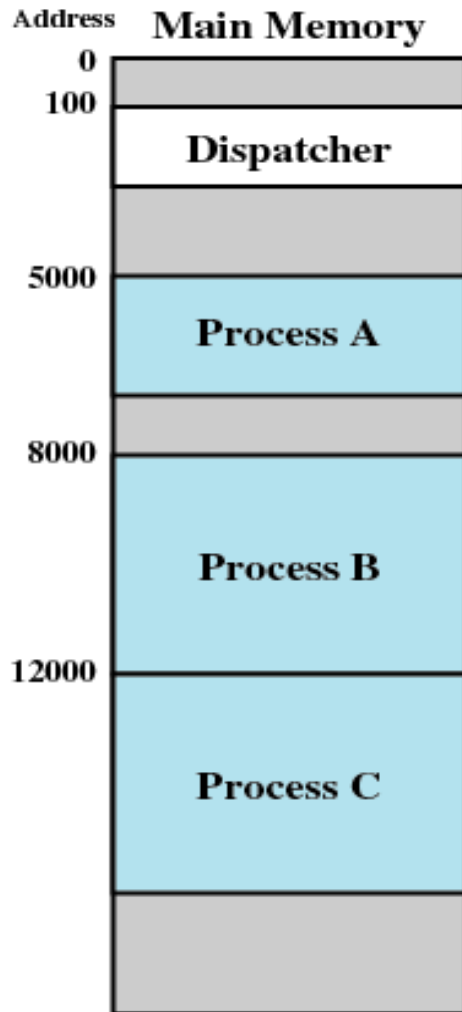 Address Main Memory
0
100
Dispatcher
5000
Process A
8000
Process B
12000
Process C